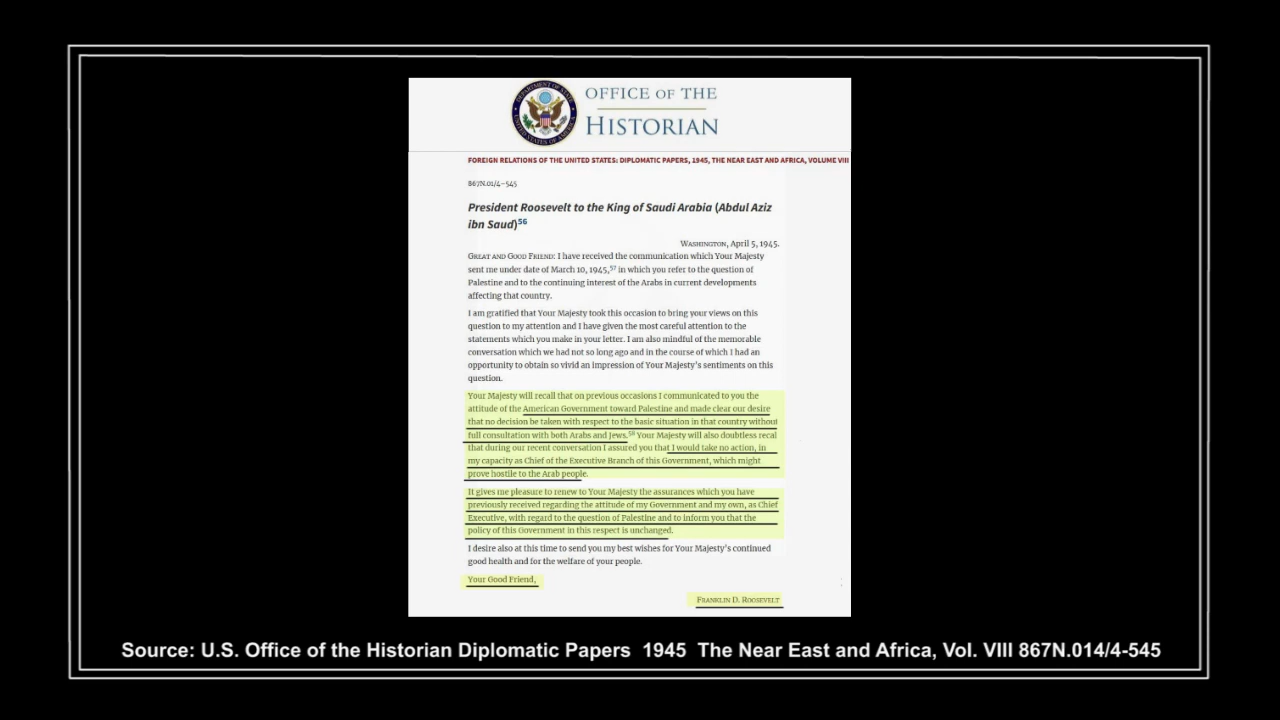 OFFICE OF THE
HISTORIAN
FOREIGN RELATIONS OF THE UNITED STATES: DIPLOMATIC PAPERS, 1945, THE NEAR EAST AND AFRICA, VOLUME VIII
867N.01/4–545
President Roosevelt to the King of Saudi Arabia (Abdul Aziz
ibn Saud)56
Washington, April 5, 1945.
Great and Good Friend: I have received the communication which Your Majesty
sent me under date of March 10, 1945,57 in which you refer to the question of
Palestine and to the continuing interest of the Arabs in current developments
affecting that country.
I am gratified that Your Majesty took this occasion to bring your views on this
question to my attention and I have given the most careful attention to the
statements which you make in your letter. I am also mindful of the memorable
conversation which we had not so long ago and in the course of which I had an
opportunity to obtain so vivid an impression of Your Majesty's sentiments on this
question.
Your Majesty will recall that on previous occasions I communicated to you the
attitude of the American Government toward Palestine and made clear our desire
that no decision be taken with respect to the basic situation in that country without
full consultation with both Arabs and Jews.58 Your Majesty will also doubtless recal
that during our recent conversation I assured you that I would take no action, in
my capacity as Chief of the Executive Branch of this Government, which might
prove hostile to the Arab people.
It gives me pleasure to renew to Your Majesty the assurances which you have
previously received regarding the attitude of my Government and my own, as Chief
Executive, with regard to the question of Palestine and to inform you that the
policy of this Government in this respect is unchanged.
I desire also at this time to send you my best wishes for Your Majesty's continued
good health and for the welfare of your people.
Your Good Friend,
Franklin D. Roosevelt
Source: U.S. Office of the Historian Diplomatic Papers 1945 The Near East and Africa, Vol. VIII 867N.014/4-545